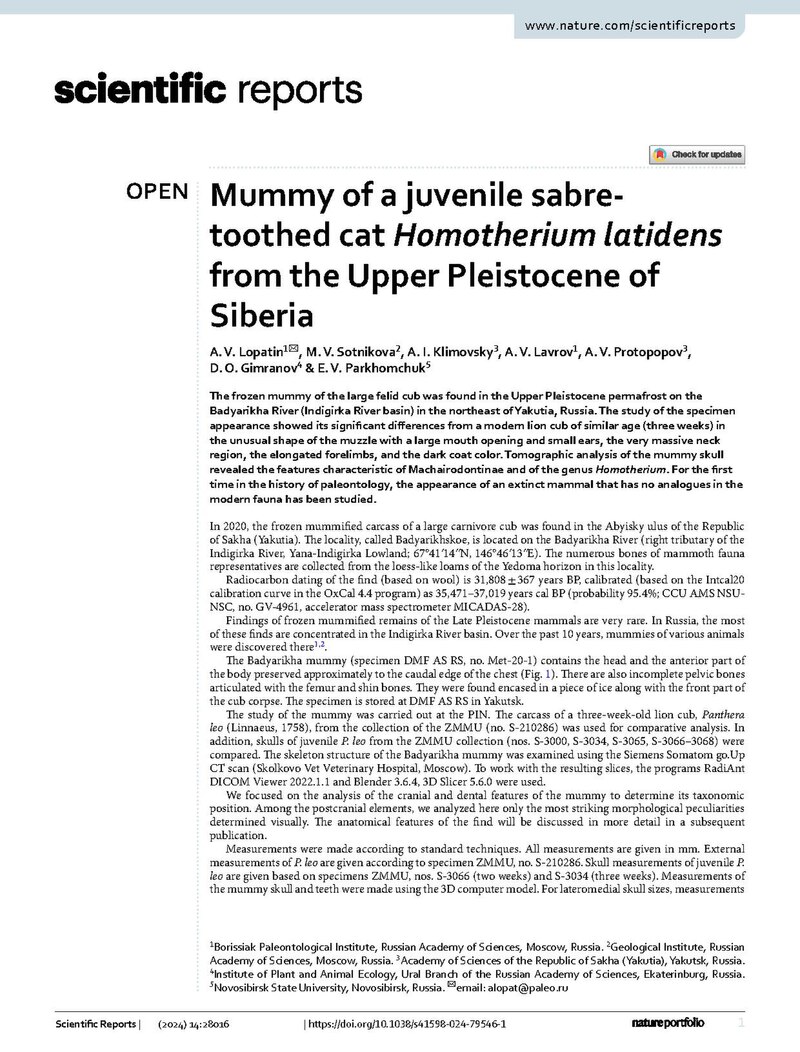 www.nature.com/scientificreports
scientific reports
Check for updates
OPEN
Mummy of a juvenile sabre-
toothed cat Homotherium latidens
from the Upper Pleistocene of
Siberia
A. V. Lopatin1✉, M. V. Sotnikova2, A. I. Klimovsky3, A. V. Lavrov1, A. V. Protopopov3,
D. O. Gimranov4 & E. V. Parkhomchuk5
The frozen mummy of the large felid cub was found in the Upper Pleistocene permafrost on the
Badyarikha River (Indigirka River basin) in the northeast of Yakutia, Russia. The study of the specimen
appearance showed its significant differences from a modern lion cub of similar age (three weeks) in
the unusual shape of the muzzle with a large mouth opening and small ears, the very massive neck
region, the elongated forelimbs, and the dark coat color. Tomographic analysis of the mummy skull
revealed the features characteristic of Machairodontinae and of the genus Homotherium. For the first
time in the history of paleontology, the appearance of an extinct mammal that has no analogues in the
modern fauna has been studied.
In 2020, the frozen mummified carcass of a large carnivore cub was found in the Abyisky ulus of the Republic
of Sakha (Yakutia). The locality, called Badyarikhskoe, is located on the Badyarikha River (right tributary of the
Indigirka River, Yana-Indigirka Lowland; 67°41′14″N, 146°46′13″E). The numerous bones of mammoth fauna
representatives are collected from the loess-like loams of the Yedoma horizon in this locality.
Radiocarbon dating of the find (based on wool) is 31,808 ± 367 years BP, calibrated (based on the Intcal20
calibration curve in the OxCal 4.4 program) as 35,471–37,019 years cal BP (probability 95.4%; CCU AMS NSU-
NSC, no. GV-4961, accelerator mass spectrometer MICADAS-28).
Findings of frozen mummified remains of the Late Pleistocene mammals are very rare. In Russia, the most
of these finds are concentrated in the Indigirka River basin. Over the past 10 years, mummies of various animals
were discovered there1,2.
The Badyarikha mummy (specimen DMF AS RS, no. Met-20-1) contains the head and the anterior part of
the body preserved approximately to the caudal edge of the chest (Fig. 1). There are also incomplete pelvic bones
articulated with the femur and shin bones. They were found encased in a piece of ice along with the front part of
the cub corpse. The specimen is stored at DMF AS RS in Yakutsk.
The study of the mummy was carried out at the PIN. The carcass of a three-week-old lion cub, Panthera
leo (Linnaeus, 1758), from the collection of the ZMMU (no. S-210286) was used for comparative analysis. In
addition, skulls of juvenile P. leo from the ZMMU collection (nos. S-3000, S-3034, S-3065, S-3066–3068) were
compared. The skeleton structure of the Badyarikha mummy was examined using the Siemens Somatom go.Up
CT scan (Skolkovo Vet Veterinary Hospital, Moscow). To work with the resulting slices, the programs RadiAnt
DICOM Viewer 2022.1.1 and Blender 3.6.4, 3D Slicer 5.6.0 were used.
We focused on the analysis of the cranial and dental features of the mummy to determine its taxonomic
position. Among the postcranial elements, we analyzed here only the most striking morphological peculiarities
determined visually. The anatomical features of the find will be discussed in more detail in a subsequent
publication.
Measurements were made according to standard techniques. All measurements are given in mm. External
measurements of P. leo are given according to specimen ZMMU, no. S-210286. Skull measurements of juvenile P.
leo are given based on specimens ZMMU, nos. S-3066 (two weeks) and S-3034 (three weeks). Measurements of
the mummy skull and teeth were made using the 3D computer model. For lateromedial skull sizes, measurements
1Borissiak Paleontological Institute, Russian Academy of Sciences, Moscow, Russia. 2Geological Institute, Russian
Academy of Sciences, Moscow, Russia. 3Academy of Sciences of the Republic of Sakha (Yakutia), Yakutsk, Russia.
4Institute of Plant and Animal Ecology, Ural Branch of the Russian Academy of Sciences, Ekaterinburg, Russia.
5Novosibirsk State University, Novosibirsk, Russia. ✉email: alopat@paleo.ru
Scientific Reports | (2024) 14:28016 | https://doi.org/10.1038/s41598-024-79546-1 natureportfolio 1